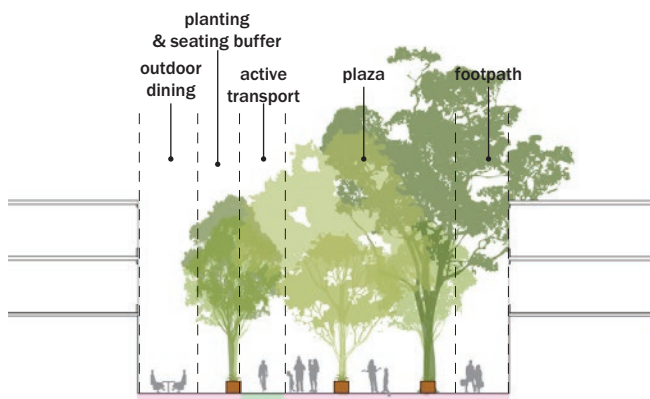 planting
& seating buffer
outdoor
dining
active
transport
plaza
footpath